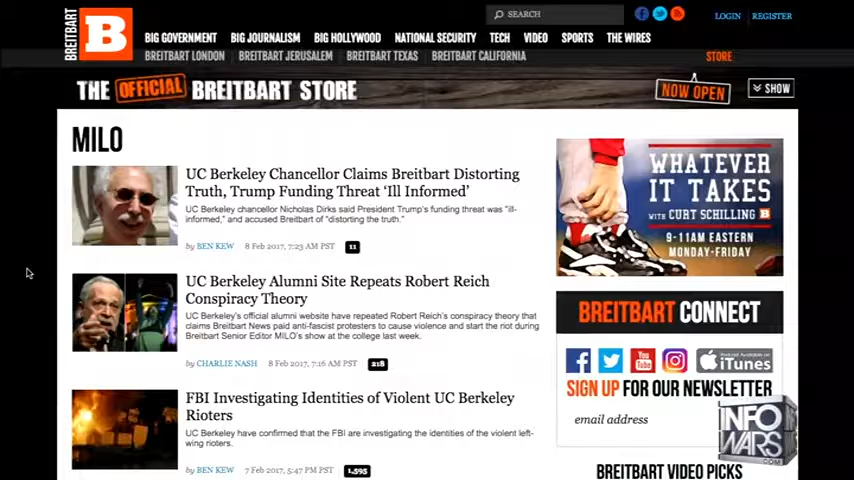 BREITBART
B
SEARCH
LOGIN
REGISTER
BIG GOVERNMENT
BIG JOURNALISM
BIG HOLLYWOOD
NATIONAL SECURITY
TECH
VIDEO
SPORTS
THE WIRES
BREITBART LONDON
BREITBART JERUSALEM
BREITBART TEXAS
BREITBART CALIFORNIA
STORE
THE OFFICIAL BREITBART STORE
NOW OPEN
SHOW
MILO
UC Berkeley Chancellor Claims Breitbart Distorting
Truth, Trump Funding Threat ‘Ill Informed’
UC Berkeley chancellor Nicholas Dirks said President Trump's funding threat was "ill-
informed," and accused Breitbart of "distorting the truth."
by BEN KEW 8 Feb 2017, 7:23 AM PST 11
UC Berkeley Alumni Site Repeats Robert Reich
Conspiracy Theory
UC Berkeley's official alumni website have repeated Robert Reich's conspiracy theory that
claims Breitbart News paid anti-fascist protesters to cause violence and start the riot during
Breitbart Senior Editor MILO's show at the college last week.
by CHARLIE NASH 8 Feb 2017, 7:16 AM PST 218
FBI Investigating Identities of Violent UC Berkeley
Rioters
UC Berkeley have confirmed that the FBI are investigating the identities of the violent left-
wing rioters.
by BEN KEW 7 Feb 2017, 5:47 PM PST 1,595
WHATEVER
IT TAKES
WITH CURT SCHILLING B
9-11AM EASTERN
MONDAY-FRIDAY
BREITBART CONNECT
You
Tube
iTunes
SIGN UP FOR OUR NEWSLETTER
email address
INFO
WARS
.COM
BREITBART VIDEO PICKS